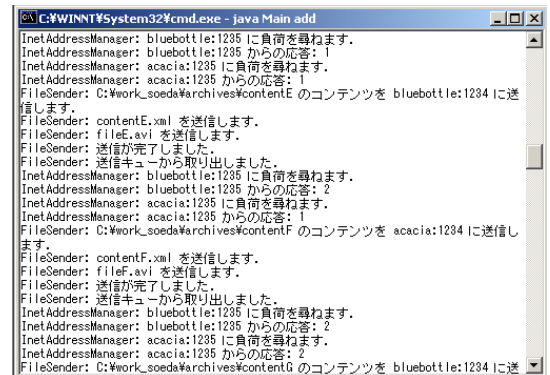 C:¥WINNT¥System32¥cmd.exe - java Main add
InetAddressManager: bluebottle:1235 に負荷を尋ねます.
InetAddressManager: bluebottle:1235 からの応答: 1
InetAddressManager: acacia:1235 に負荷を尋ねます.
InetAddressManager: acacia:1235 からの応答: 1
FileSender: C:¥work_soeda¥archives¥contentE のコンテンツを bluebottle:1234 に送
信します.
FileSender: contentE.xml を送信します.
FileSender: fileE.avi を送信します.
FileSender: 送信が完了しました.
FileSender: 送信キューから取り出しました.
InetAddressManager: bluebottle:1235 に負荷を尋ねます.
InetAddressManager: bluebottle:1235 からの応答: 2
InetAddressManager: acacia:1235 に負荷を尋ねます.
InetAddressManager: acacia:1235 からの応答: 1
FileSender: C:¥work_soeda¥archives¥contentF のコンテンツを acacia:1234 に送信し
ます.
FileSender: contentF.xml を送信します.
FileSender: fileF.avi を送信します.
FileSender: 送信が完了しました.
FileSender: 送信キューから取り出しました.
InetAddressManager: bluebottle:1235 に負荷を尋ねます.
InetAddressManager: bluebottle:1235 からの応答: 2
InetAddressManager: acacia:1235 に負荷を尋ねます.
InetAddressManager: acacia:1235 からの応答: 2
FileSender: C:¥work_soeda¥archives¥contentG のコンテンツを bluebottle:1234 に送